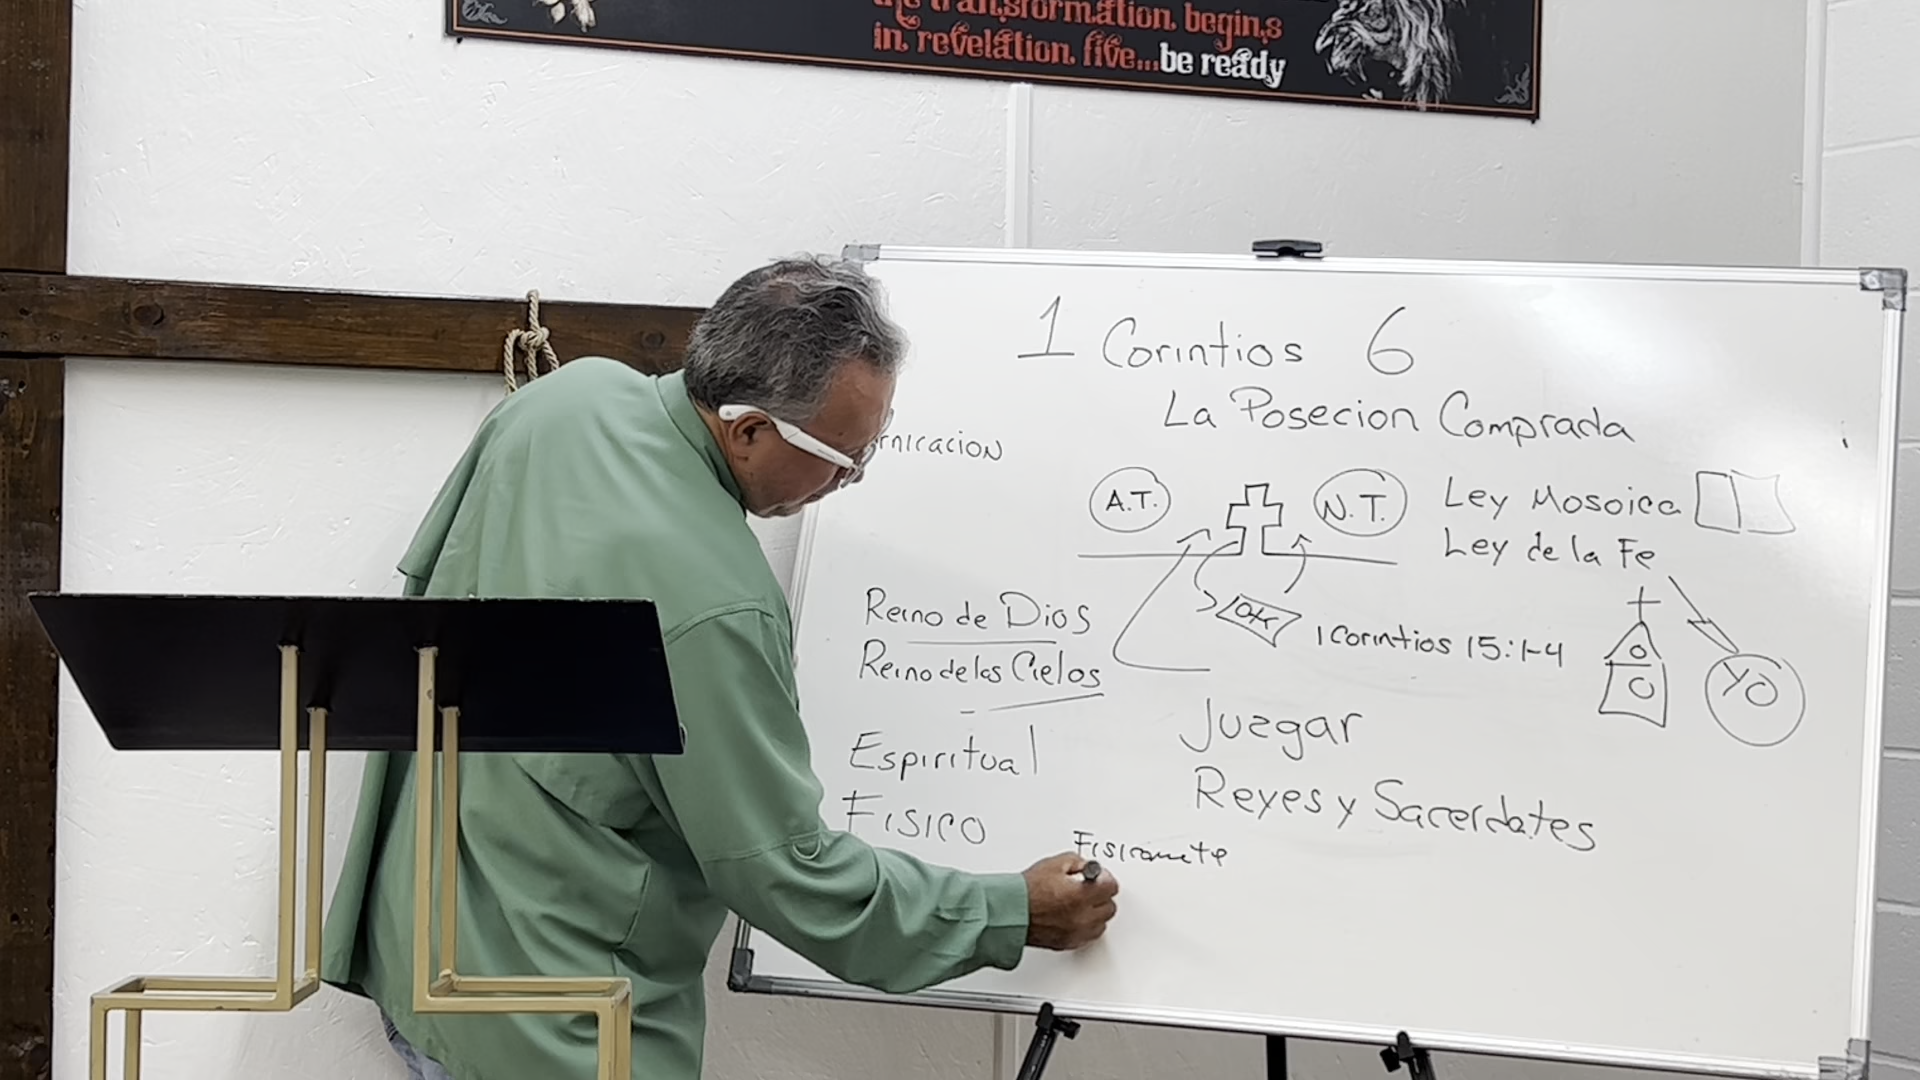 the transformation begins
in revelation five...be ready
1 Corintios 6
La Posecion Comprada
rnicacion
A.T.
N.T.
Ley Mosoica
Ley de la Fe
Reino de Dios
Reino de los Cielos
1 Corintios 15:1-4
YO
Espiritual
Fisico
Juzgar
Reyes y Sacerdates